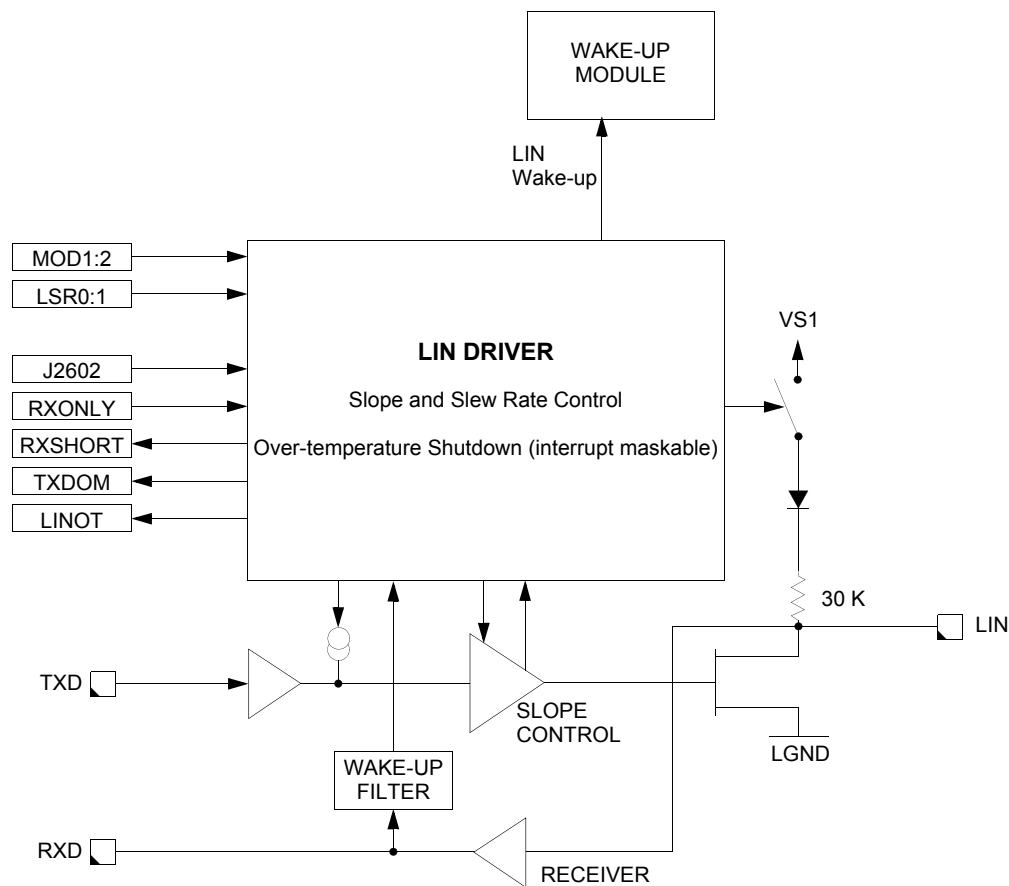 WAKE-UP
MODULE
LIN
Wake-up
MOD1:2
LSR0:1
VS1
LIN DRIVER
J2602
Slope and Slew Rate Control
RXONLY
RXSHORT
Over-temperature Shutdown (interrupt maskable)
TXDOM
LINOT
30 K
LIN
TXD
SLOPE
CONTROL
LGND
WAKE-UP
FILTER
RXD
RECEIVER